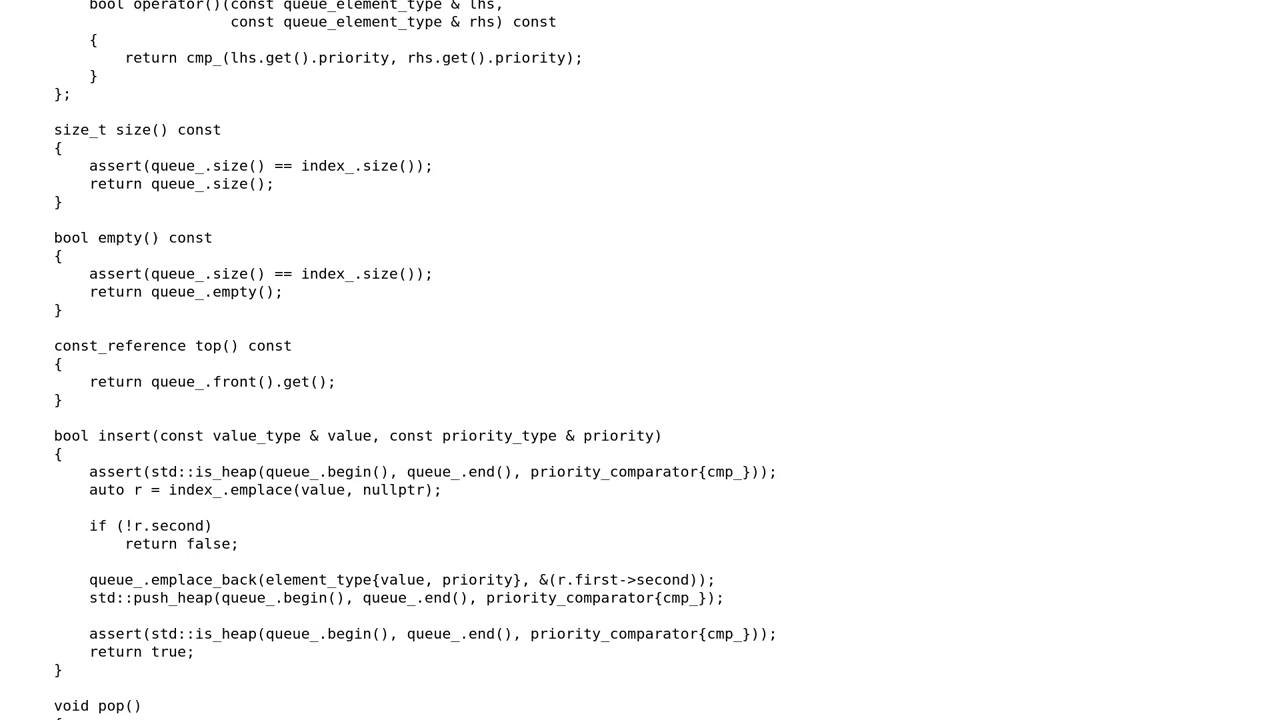 bool operator()(const queue_element_type & lhs,
                    const queue_element_type & rhs) const
    {
        return cmp_(lhs.get().priority, rhs.get().priority);
    }
};

size_t size() const
{
    assert(queue_.size() == index_.size());
    return queue_.size();
}

bool empty() const
{
    assert(queue_.size() == index_.size());
    return queue_.empty();
}

const_reference top() const
{
    return queue_.front().get();
}

bool insert(const value_type & value, const priority_type & priority)
{
    assert(std::is_heap(queue_.begin(), queue_.end(), priority_comparator{cmp_}));
    auto r = index_.emplace(value, nullptr);

    if (!r.second)
        return false;

    queue_.emplace_back(element_type{value, priority}, &(r.first->second));
    std::push_heap(queue_.begin(), queue_.end(), priority_comparator{cmp_});

    assert(std::is_heap(queue_.begin(), queue_.end(), priority_comparator{cmp_}));
    return true;
}

void pop()
{